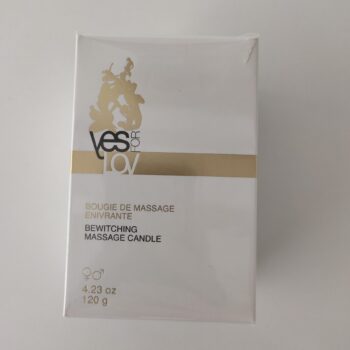 yes
FOR
lov
BOUGIE DE MASSAGE
ENIVRANTE
BEWITCHING
MASSAGE CANDLE
♀♂
4.23 oz
120 g